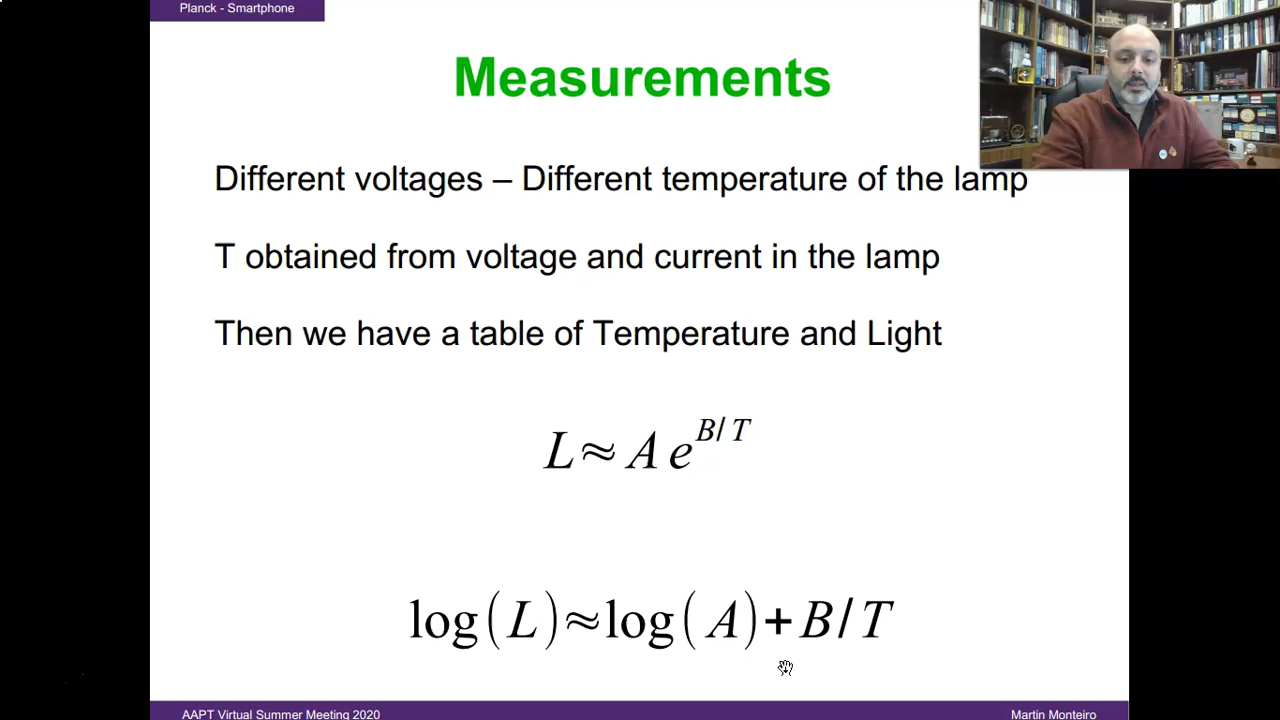 Planck - Smartphone
Measurements
Different voltages – Different temperature of the lamp
T obtained from voltage and current in the lamp
Then we have a table of Temperature and Light
L≈ A e^{B/T}
log(L)≈log(A)+B/T
AAPT Virtual Summer Meeting 2020
Martin Monteiro